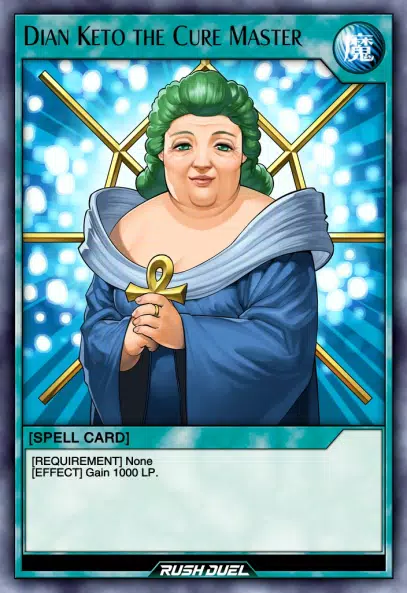 Dian Keto the Cure Master
魔
[SPELL CARD]
[REQUIREMENT] None
[EFFECT] Gain 1000 LP.
RUSH DUEL